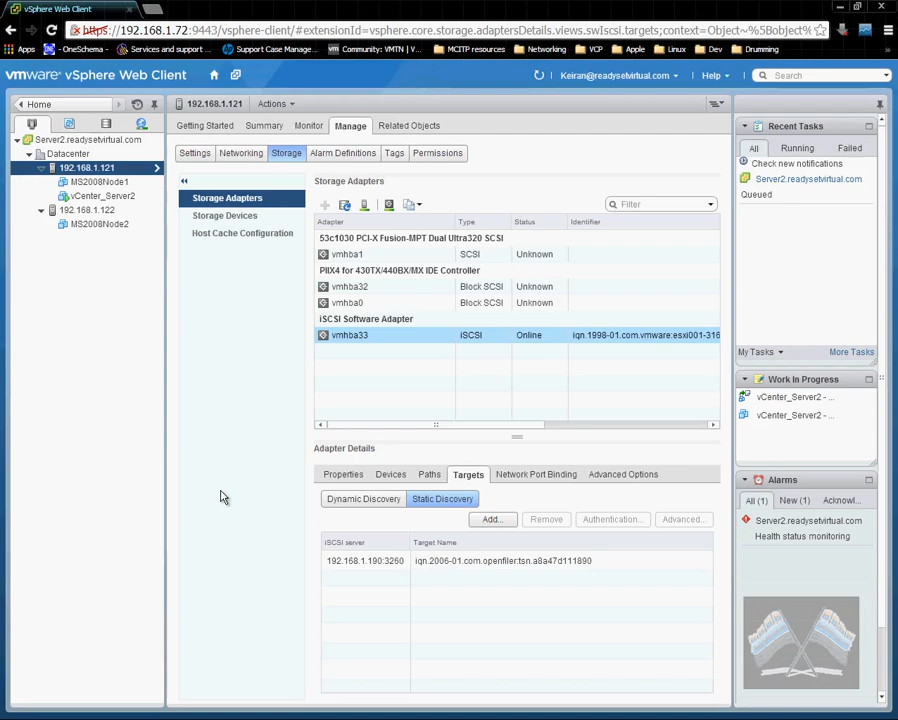 vSphere Web Client
https://192.168.1.72:9443/vsphere-client/#extensionId=vsphere.core.storage.adaptersDetails.views.swIscsi.targets;context=Object~%5Bobject
Apps
- OneSchema -
Services and support ...
Support Case Manage...
Community: VMTN | ...
MCITP resources
Networking
VCP
Apple
Linux
Dev
Drumming
vmware® vSphere Web Client
Keiran@readysetvirtual.com
Help
Search
Home
192.168.1.121
Actions
Server2.readysetvirtual.com
Datacenter
192.168.1.121
MS2008Node1
vCenter_Server2
192.168.1.122
MS2008Node2
Getting Started
Summary
Monitor
Manage
Related Objects
Settings
Networking
Storage
Alarm Definitions
Tags
Permissions
Storage Adapters
Storage Devices
Host Cache Configuration
Storage Adapters
Filter
Adapter Type Status Identifier
53c1030 PCI-X Fusion-MPT Dual Ultra320 SCSI
vmhba1 SCSI Unknown
PIIX4 for 430TX/440BX/MX IDE Controller
vmhba32 Block SCSI Unknown
vmhba0 Block SCSI Unknown
iSCSI Software Adapter
vmhba33 iSCSI Online iqn.1998-01.com.vmware:esxi001-316
Adapter Details
Properties
Devices
Paths
Targets
Network Port Binding
Advanced Options
Dynamic Discovery
Static Discovery
Add...
Remove
Authentication...
Advanced...
iSCSI server Target Name
192.168.1.190:3260 iqn.2006-01.com.openfiler:tsn.a8a47d111890
Recent Tasks
All
Running
Failed
Check new notifications
Server2.readysetvirtual.com
Queued
My Tasks
More Tasks
Work In Progress
vCenter_Server2 - ...
vCenter_Server2 - ...
Alarms
All (1)
New (1)
Acknowl...
Server2.readysetvirtual.com
Health status monitoring